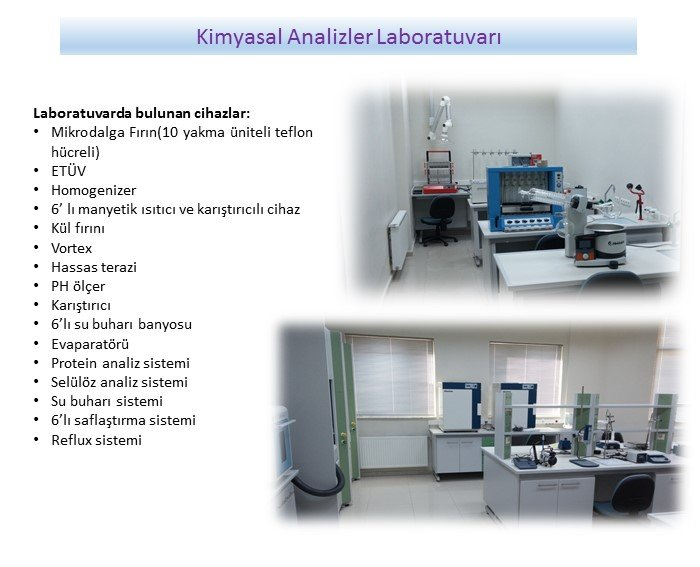 Kimyasal Analizler Laboratuvarı
Laboratuvarda bulunan cihazlar:
• Mikrodalga Fırın(10 yakma üniteli teflon
hücreli)
• ETÜV
• Homogenizer
• 6’ lı manyetik ısıtıcı ve karıştırıcılı cihaz
• Kül fırını
• Vortex
• Hassas terazi
• PH ölçer
• Karıştırıcı
• 6’lı su buharı banyosu
• Evaparatörü
• Protein analiz sistemi
• Selülöz analiz sistemi
• Su buharı sistemi
• 6’lı saflaştırma sistemi
• Reflux sistemi